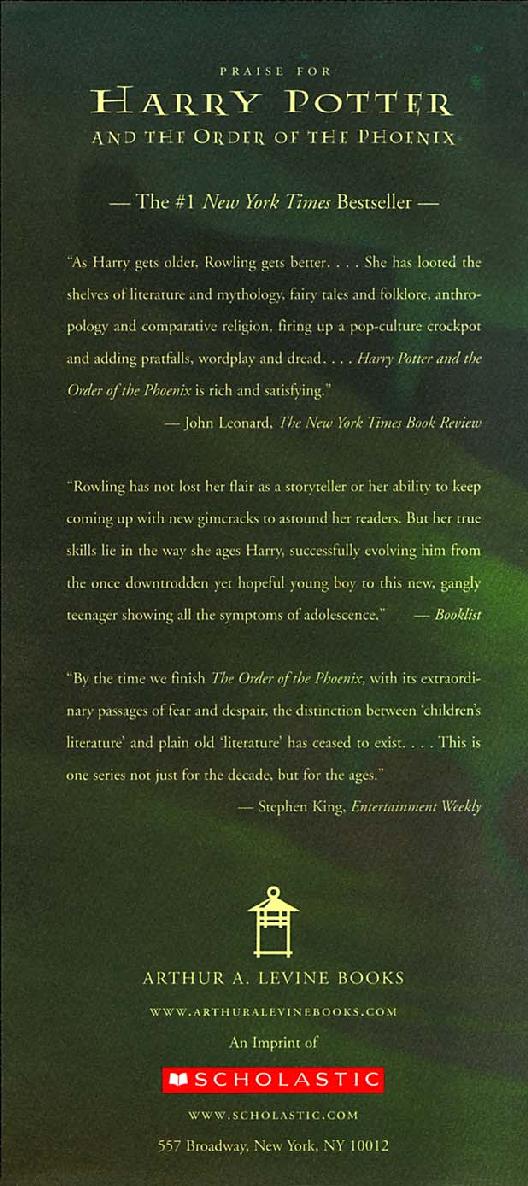 PRAISE FOR
HARRY POTTER
AND THE ORDER OF THE PHOENIX
— The #1 New York Times Bestseller —
“As Harry gets older, Rowling gets better. . . . She has looted the
shelves of literature and mythology, fairy tales and folklore, anthro-
pology and comparative religion, firing up a pop-culture crockpot
and adding pratfalls, wordplay and dread. . . . Harry Potter and the
Order of the Phoenix is rich and satisfying.”
— John Leonard, The New York Times Book Review
“Rowling has not lost her flair as a storyteller or her ability to keep
coming up with new gimcracks to astound her readers. But her true
skills lie in the way she ages Harry, successfully evolving him from
the once downtrodden yet hopeful young boy to this new, gangly
teenager showing all the symptoms of adolescence.” — Booklist
“By the time we finish The Order of the Phoenix, with its extraordi-
nary passages of fear and despair, the distinction between ‘children’s
literature’ and plain old ‘literature’ has ceased to exist. . . . This is
one series not just for the decade, but for the ages.”
— Stephen King, Entertainment Weekly
ARTHUR A. LEVINE BOOKS
WWW.ARTHURALEVINEBOOKS.COM
An Imprint of
SCHOLASTIC
WWW.SCHOLASTIC.COM
557 Broadway, New York, NY 10012